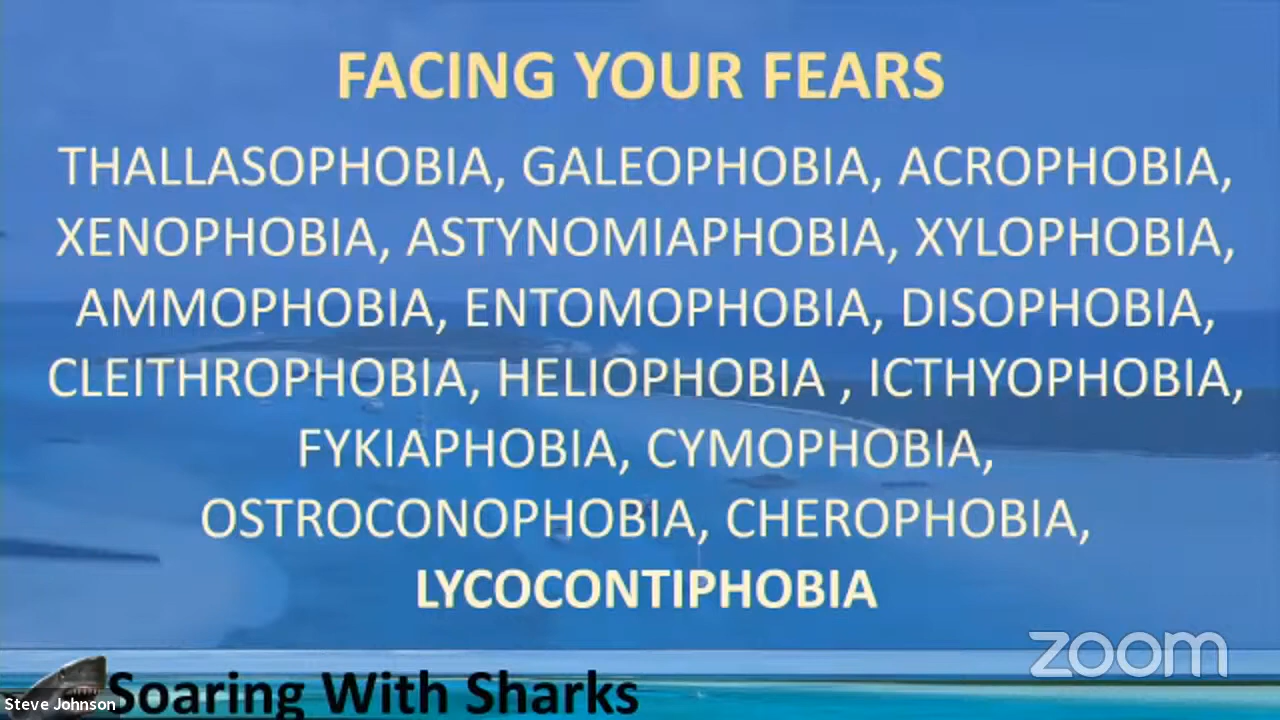 FACING YOUR FEARS
THALLASOPHOBIA, GALEOPHOBIA, ACROPHOBIA,
XENOPHOBIA, ASTYNOMIAPHOBIA, XYLOPHOBIA,
AMMOPHOBIA, ENTOMOPHOBIA, DISOPHOBIA,
CLEITHROPHOBIA, HELIOPHOBIA , ICTHYOPHOBIA,
FYKIAPHOBIA, CYMOPHOBIA,
OSTROCONOPHOBIA, CHEROPHOBIA,
LYCOCONTIPHOBIA
zoom
Soaring With Sharks
Steve Johnson